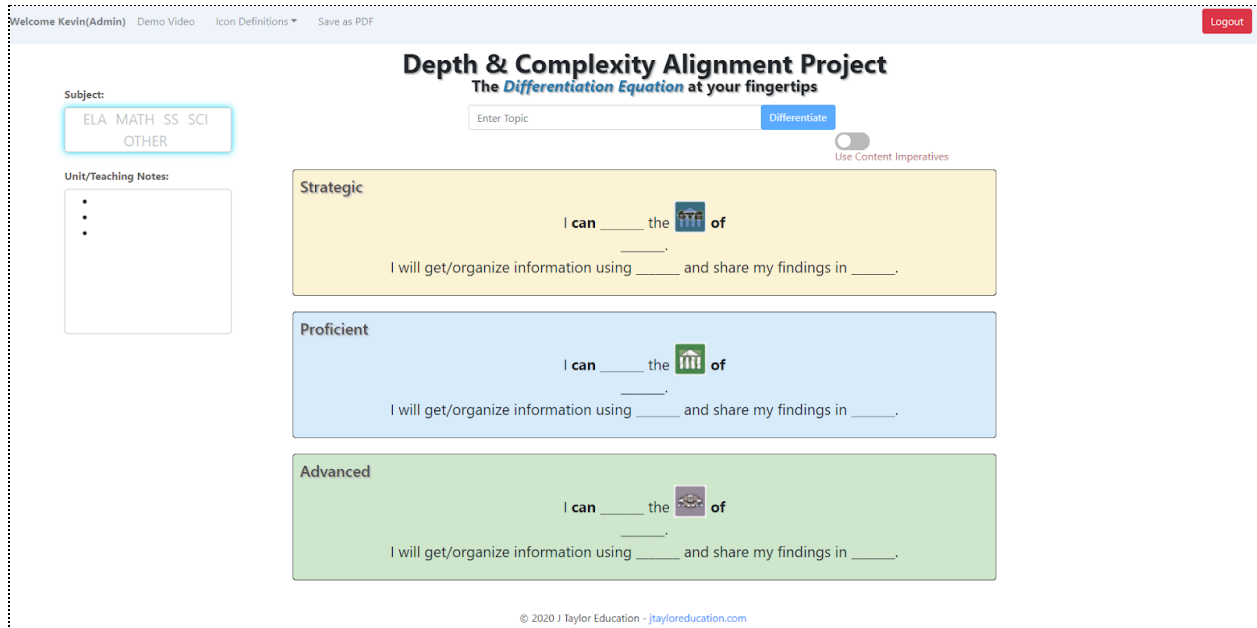 Welcome Kevin(Admin) Demo Video Icon Definitions Save as PDF Logout
Depth & Complexity Alignment Project
The Differentiation Equation at your fingertips
Subject:
ELA MATH SS SCI
OTHER
Enter Topic Differentiate
Use Content Imperatives
Unit/Teaching Notes:
Strategic
I can ______ the of
______.
I will get/organize information using ______ and share my findings in ______.
Proficient
I can ______ the of
______.
I will get/organize information using ______ and share my findings in ______.
Advanced
I can ______ the of
______.
I will get/organize information using ______ and share my findings in ______.
© 2020 J Taylor Education - jtayloreducation.com